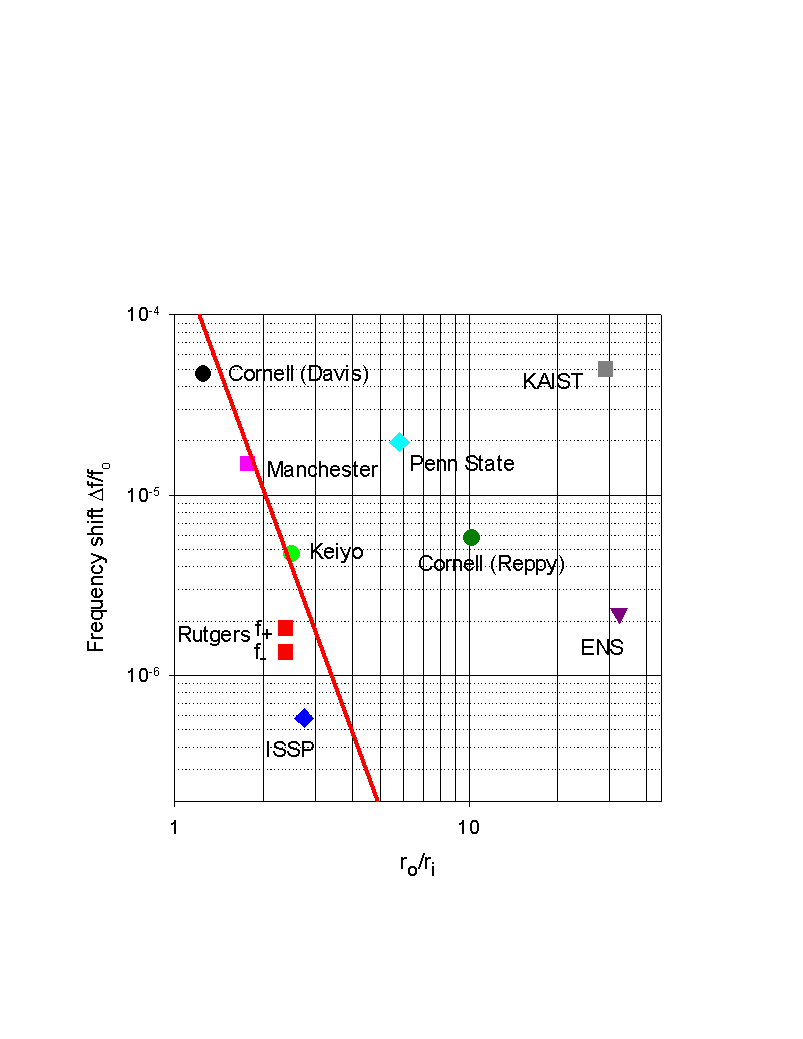 10⁻⁴
10⁻⁵
10⁻⁶
Frequency shift Δf/fₒ
Cornell (Davis)
KAIST
Manchester
Penn State
Keiyo
Cornell (Reppy)
Rutgers f₊
f₋
ENS
ISSP
1 10
rₒ/rᵢ